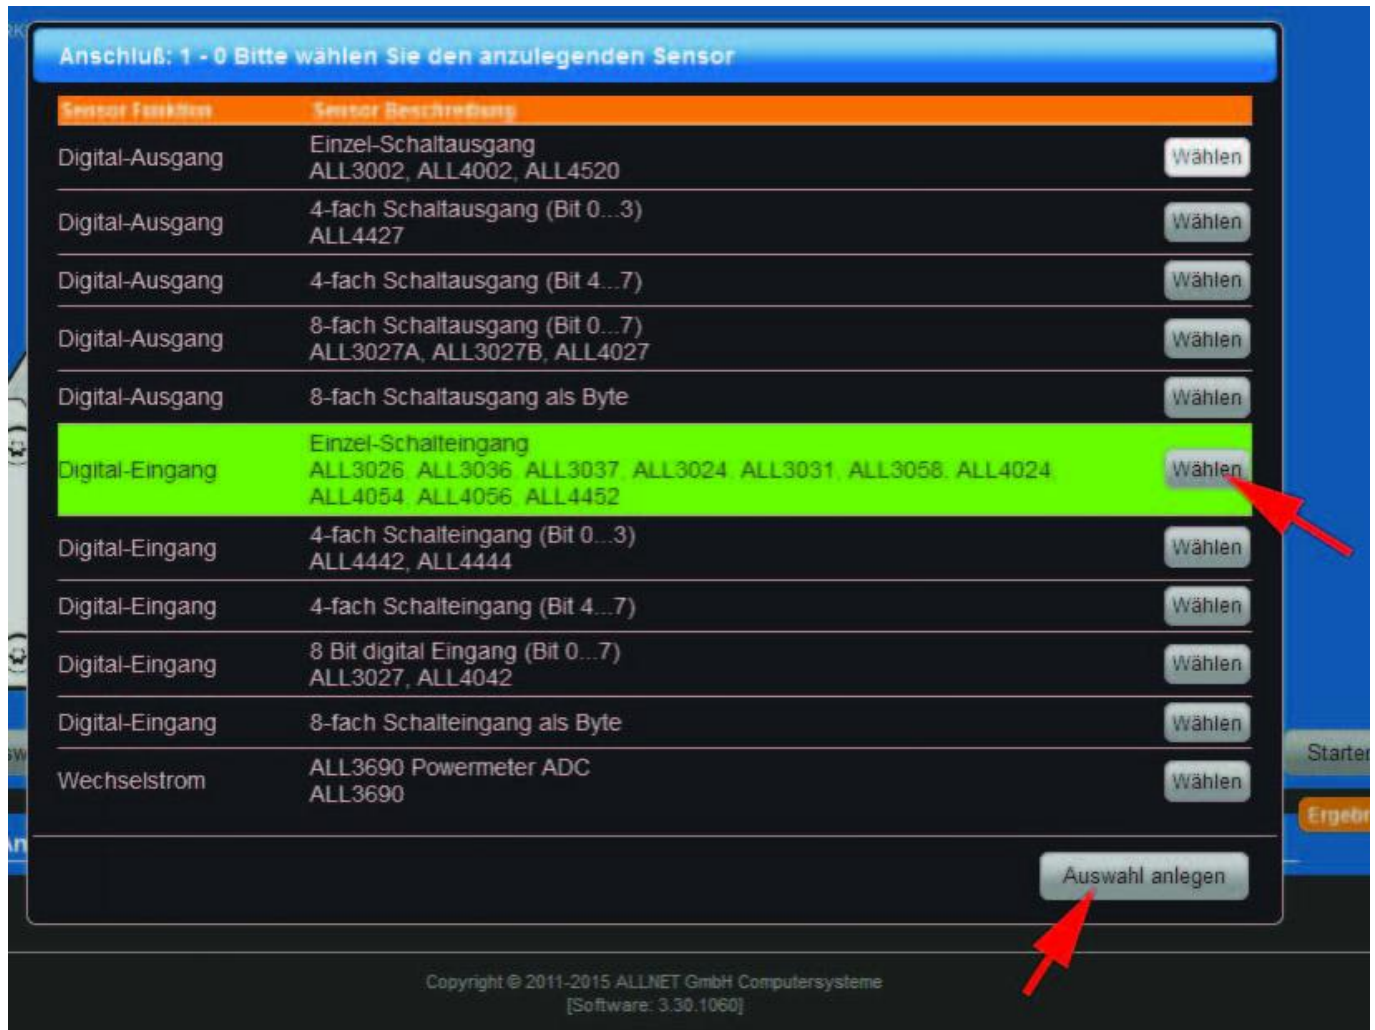 Anschluß: 1 - 0 Bitte wählen Sie den anzulegenden Sensor
Sensor Funktion Sensor Beschreibung
Digital-Ausgang Einzel-Schaltausgang Wählen
ALL3002, ALL4002, ALL4520
Digital-Ausgang 4-fach Schaltausgang (Bit 0...3) Wählen
ALL4427
Digital-Ausgang 4-fach Schaltausgang (Bit 4...7) Wählen
Digital-Ausgang 8-fach Schaltausgang (Bit 0...7) Wählen
ALL3027A, ALL3027B, ALL4027
Digital-Ausgang 8-fach Schaltausgang als Byte Wählen
Digital-Eingang Einzel-Schalteingang Wählen
ALL3026, ALL3036, ALL3037, ALL3024, ALL3031, ALL3058, ALL4024,
ALL4054, ALL4056, ALL4452
Digital-Eingang 4-fach Schalteingang (Bit 0...3) Wählen
ALL4442, ALL4444
Digital-Eingang 4-fach Schalteingang (Bit 4...7) Wählen
Digital-Eingang 8 Bit digital Eingang (Bit 0...7) Wählen
ALL3027, ALL4042
Digital-Eingang 8-fach Schalteingang als Byte Wählen
Wechselstrom ALL3690 Powermeter ADC Wählen
ALL3690
Starten
Auswahl anlegen
Copyright © 2011-2015 ALLNET GmbH Computersysteme
[Software: 3.30.1060]